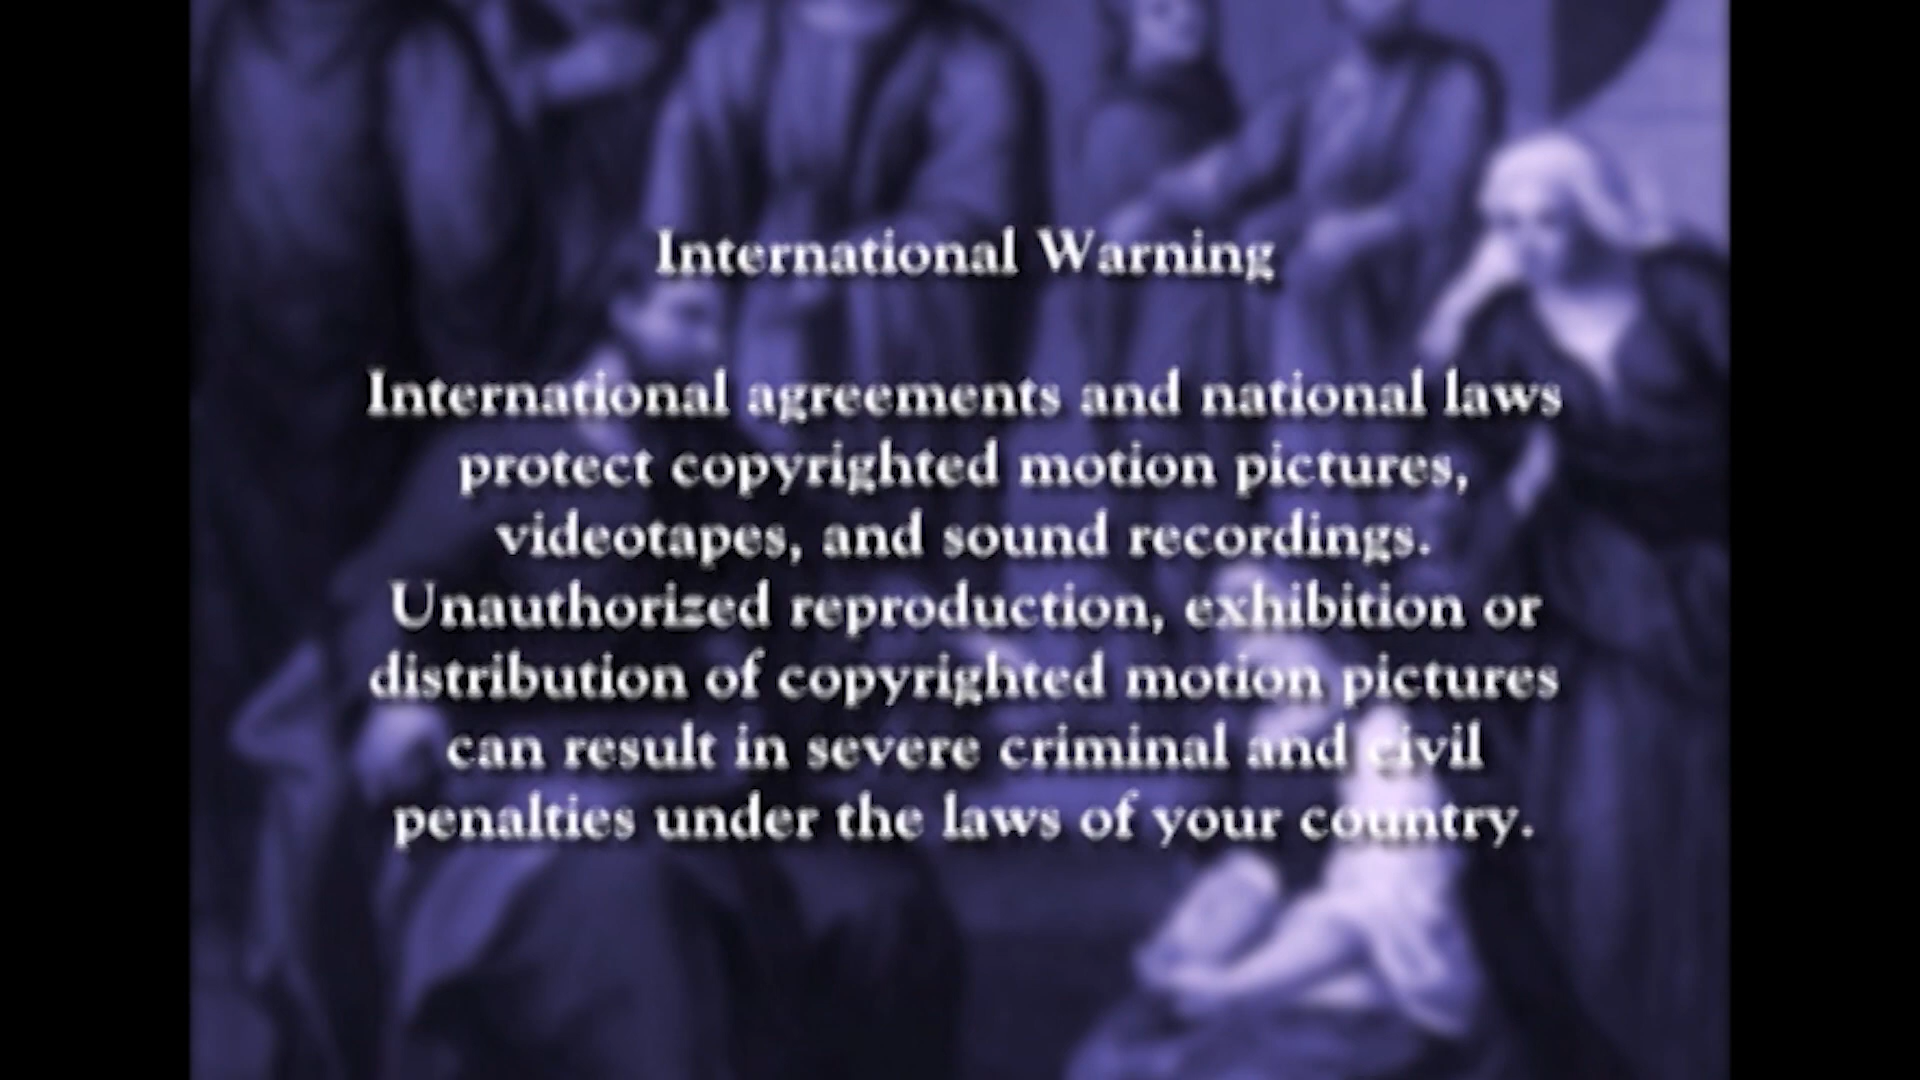 International Warning
International agreements and national laws
protect copyrighted motion pictures,
videotapes, and sound recordings.
Unauthorized reproduction, exhibition or
distribution of copyrighted motion pictures
can result in severe criminal and civil
penalties under the laws of your country.